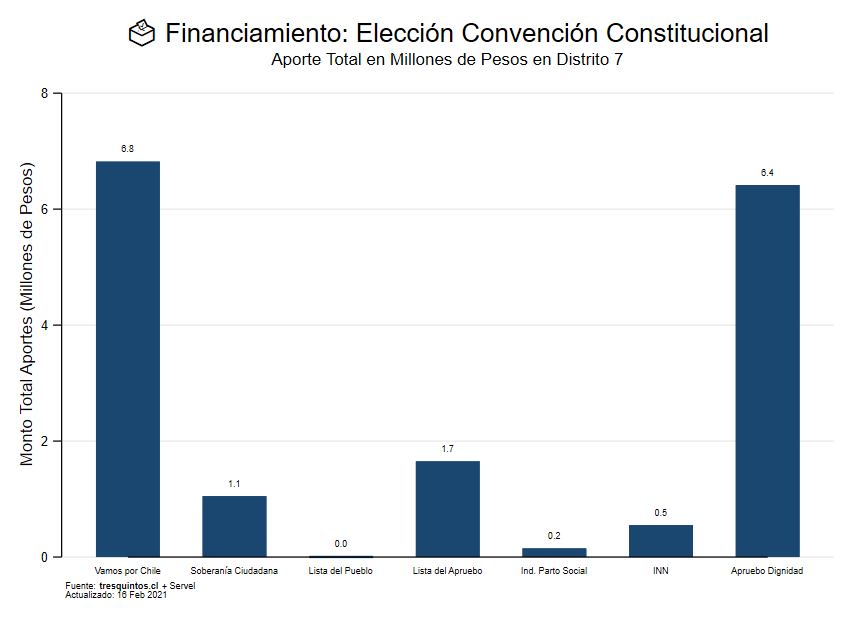 Financiamiento: Elección Convención Constitucional
Aporte Total en Millones de Pesos en Distrito 7
Monto Total Aportes (Millones de Pesos)
8
6
4
2
0
6.8
1.1
0.0
1.7
0.2
0.5
6.4
Vamos por Chile
Soberanía Ciudadana
Lista del Pueblo
Lista del Apruebo
Ind. Parto Social
INN
Apruebo Dignidad
Fuente: tresquintos.cl + Servel
Actualizado: 16 Feb 2021